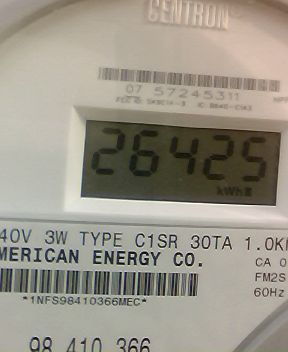 CENTRON
07 57245311
26425
kWh
40V 3W TYPE C1SR 30TA 1.0K
MERICAN ENERGY CO.
CA 0
FM2S
60Hz
*1NFS98410366MEC*
98 410 366